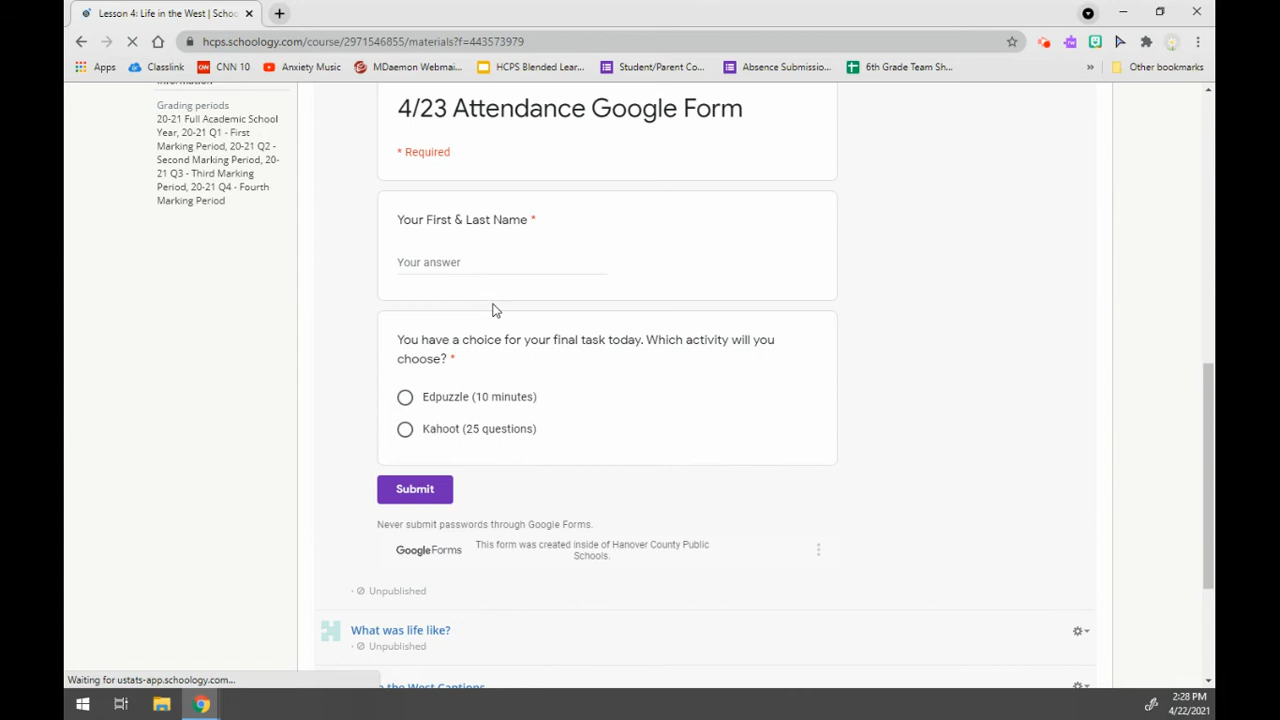 Lesson 4: Life in the West | Schoo
hcps.schoology.com/course/2971546855/materials?f=443573979
Apps
Classlink
CNN 10
Anxiety Music
MDaemon Webmai...
HCPS Blended Lear...
Student/Parent Co...
Absence Submissio...
6th Grade Team Sh...
»
Other bookmarks
Information
Grading periods
20-21 Full Academic School
Year, 20-21 Q1 - First
Marking Period, 20-21 Q2 -
Second Marking Period, 20-
21 Q3 - Third Marking
Period, 20-21 Q4 - Fourth
Marking Period
4/23 Attendance Google Form
* Required
Your First & Last Name *
Your answer
You have a choice for your final task today. Which activity will you
choose? *
Edpuzzle (10 minutes)
Kahoot (25 questions)
Submit
Never submit passwords through Google Forms.
Google Forms
This form was created inside of Hanover County Public
Schools.
· Unpublished
What was life like?
· Unpublished
the West Captions
Waiting for ustats-app.schoology.com...
2:28 PM
4/22/2021